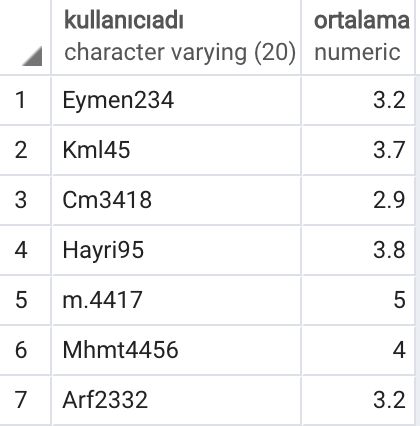 kullanıcıadı ortalama
character varying (20) numeric
1 Eymen234 3.2
2 Kml45 3.7
3 Cm3418 2.9
4 Hayri95 3.8
5 m.4417 5
6 Mhmt4456 4
7 Arf2332 3.2